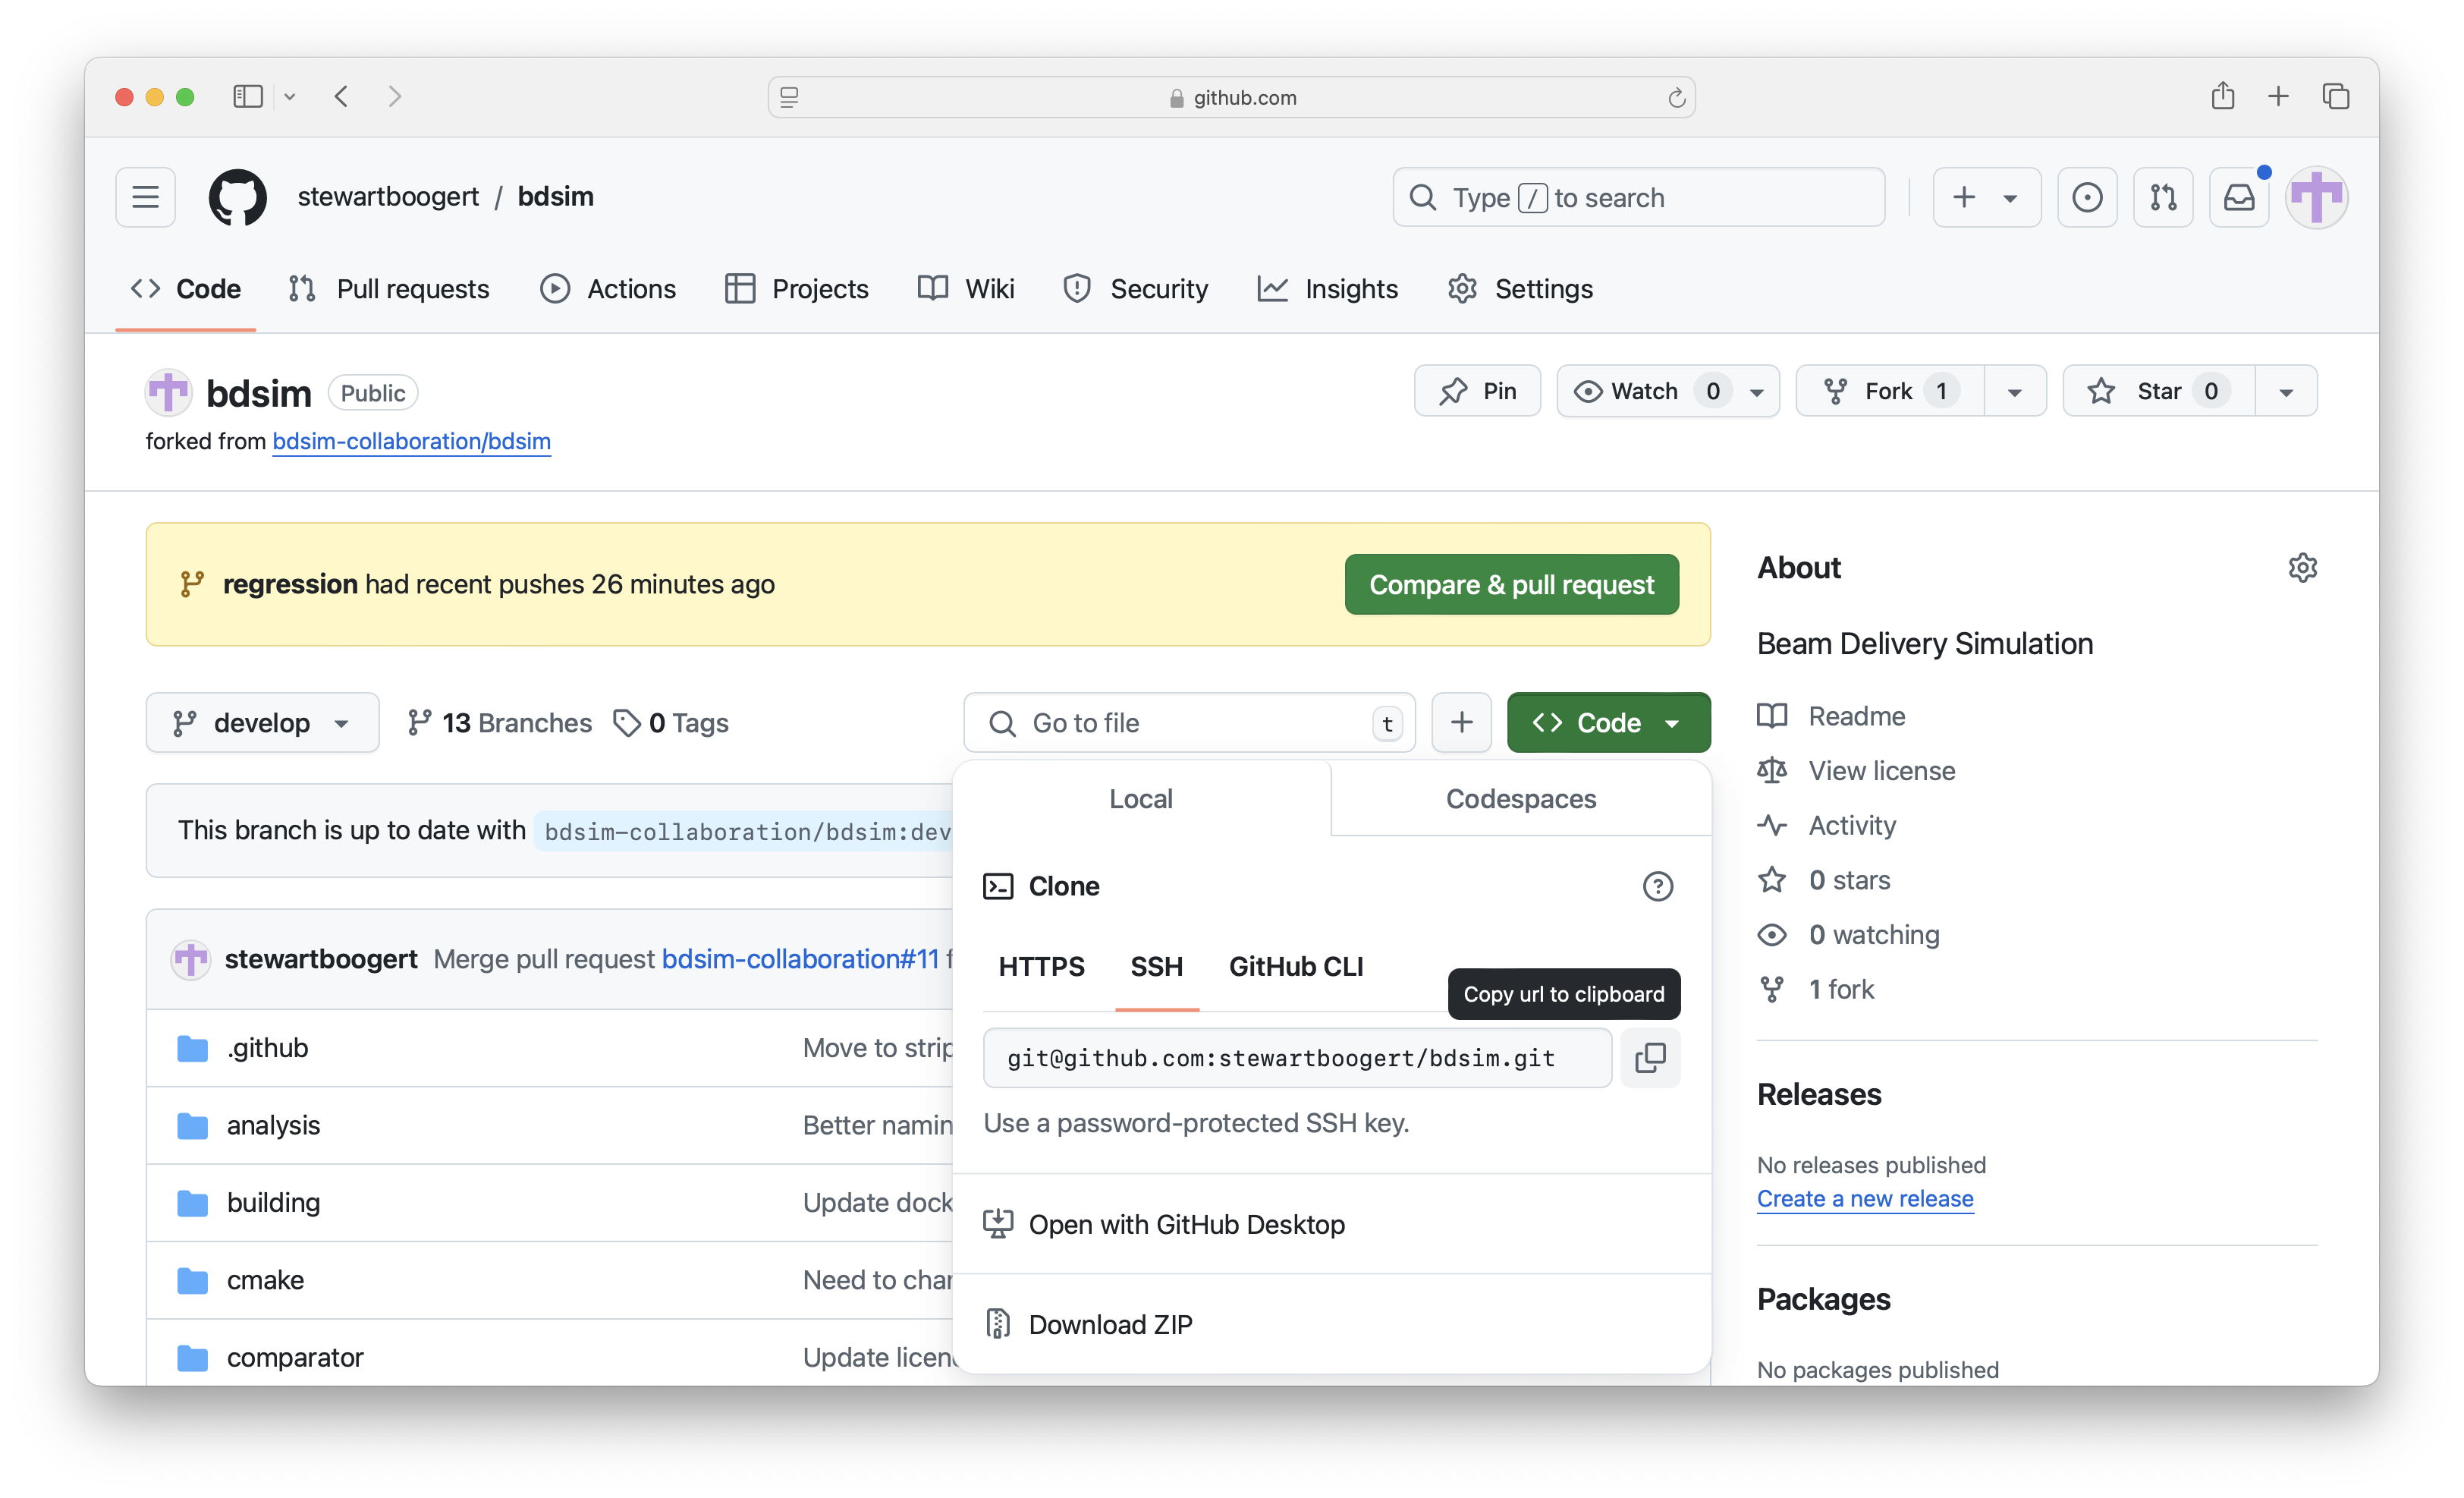 github.com
stewartboogert / bdsim
Type / to search
Code
Pull requests
Actions
Projects
Wiki
Security
Insights
Settings
bdsim Public
Pin
Watch 0
Fork 1
Star 0
forked from bdsim-collaboration/bdsim
regression had recent pushes 26 minutes ago
Compare & pull request
develop
13 Branches
0 Tags
Go to file t
Code
This branch is up to date with bdsim-collaboration/bdsim:dev
stewartboogert Merge pull request bdsim-collaboration#11 f
.github Move to strip
analysis Better namin
building Update dock
cmake Need to char
comparator Update licenc
Local
Codespaces
Clone
HTTPS
SSH
GitHub CLI
Copy url to clipboard
git@github.com:stewartboogert/bdsim.git
Use a password-protected SSH key.
Open with GitHub Desktop
Download ZIP
About
Beam Delivery Simulation
Readme
View license
Activity
0 stars
0 watching
1 fork
Releases
No releases published
Create a new release
Packages
No packages published